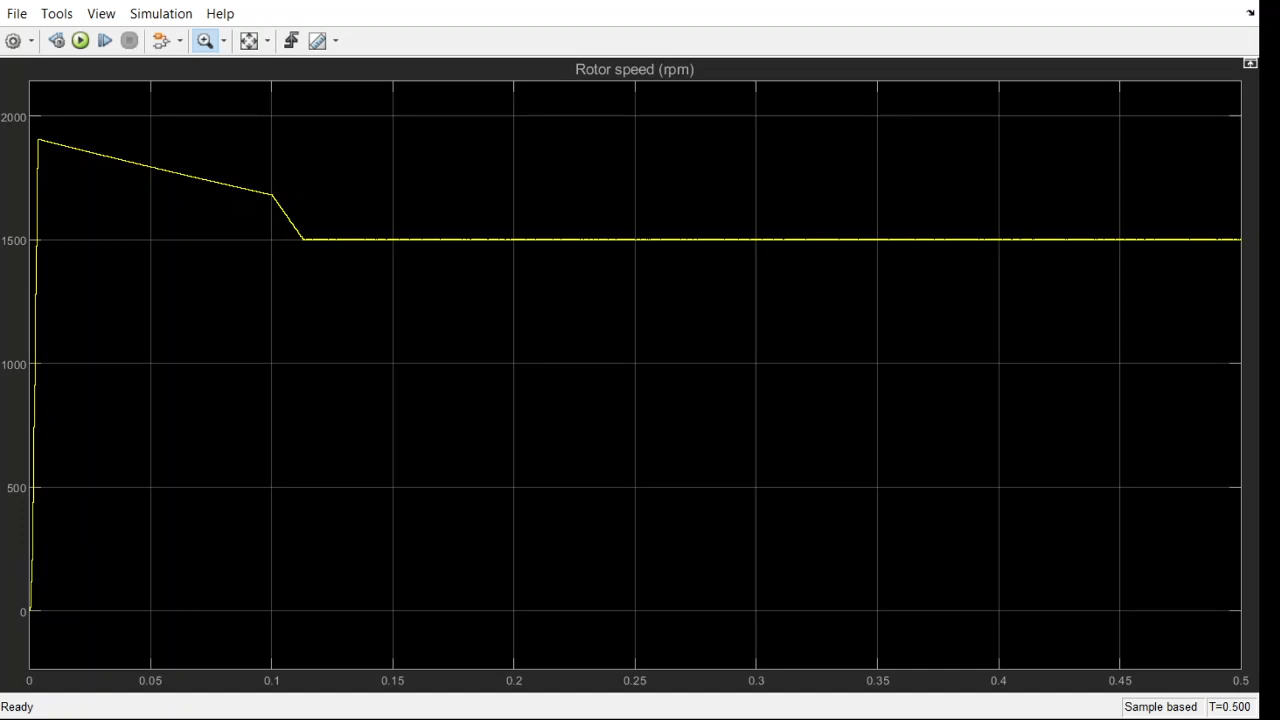 File Tools View Simulation Help
Rotor speed (rpm)
2000
1500
1000
500
0
0 0.05 0.1 0.15 0.2 0.25 0.3 0.35 0.4 0.45 0.5
Ready Sample based T=0.500